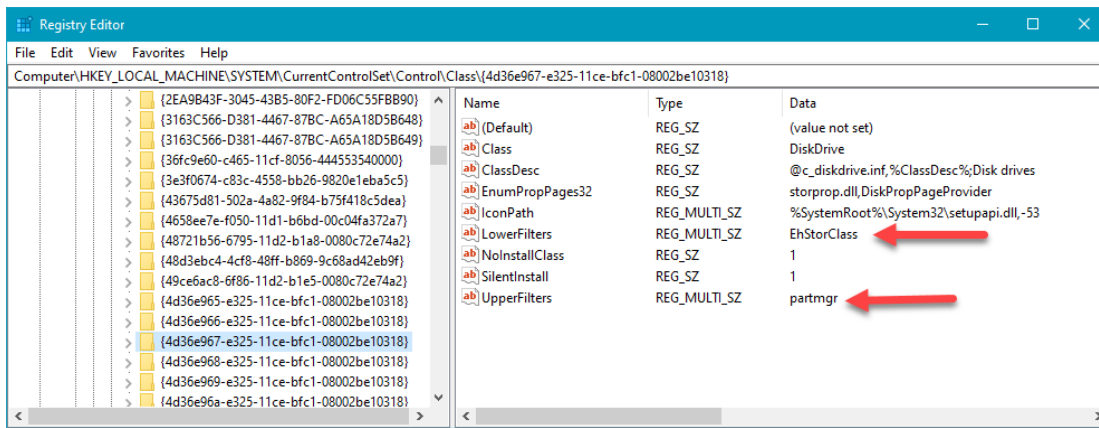 Registry Editor
File Edit View Favorites Help
Computer\HKEY_LOCAL_MACHINE\SYSTEM\CurrentControlSet\Control\Class\{4d36e967-e325-11ce-bfc1-08002be10318}
{2EA9B43F-3045-43B5-80F2-FD06C55FBB90}
{3163C566-D381-4467-87BC-A65A18D5B648}
{3163C566-D381-4467-87BC-A65A18D5B649}
{36fc9e60-c465-11cf-8056-444553540000}
{3e3f0674-c83c-4558-bb26-9820e1eba5c5}
{43675d81-502a-4a82-9f84-b75f418c5dea}
{4658ee7e-f050-11d1-b6bd-00c04fa372a7}
{48721b56-6795-11d2-b1a8-0080c72e74a2}
{48d3ebc4-4cf8-48ff-b869-9c68ad42eb9f}
{49ce6ac8-6f86-11d2-b1e5-0080c72e74a2}
{4d36e965-e325-11ce-bfc1-08002be10318}
{4d36e966-e325-11ce-bfc1-08002be10318}
{4d36e967-e325-11ce-bfc1-08002be10318}
{4d36e968-e325-11ce-bfc1-08002be10318}
{4d36e969-e325-11ce-bfc1-08002be10318}
{4d36e96a-e325-11ce-bfc1-08002be10318}
Name Type Data
(Default) REG_SZ (value not set)
Class REG_SZ DiskDrive
ClassDesc REG_SZ @c_diskdrive.inf,%ClassDesc%;Disk drives
EnumPropPages32 REG_SZ storprop.dll,DiskPropPageProvider
IconPath REG_MULTI_SZ %SystemRoot%\System32\setupapi.dll,-53
LowerFilters REG_MULTI_SZ EhStorClass
NoInstallClass REG_SZ 1
SilentInstall REG_SZ 1
UpperFilters REG_MULTI_SZ partmgr